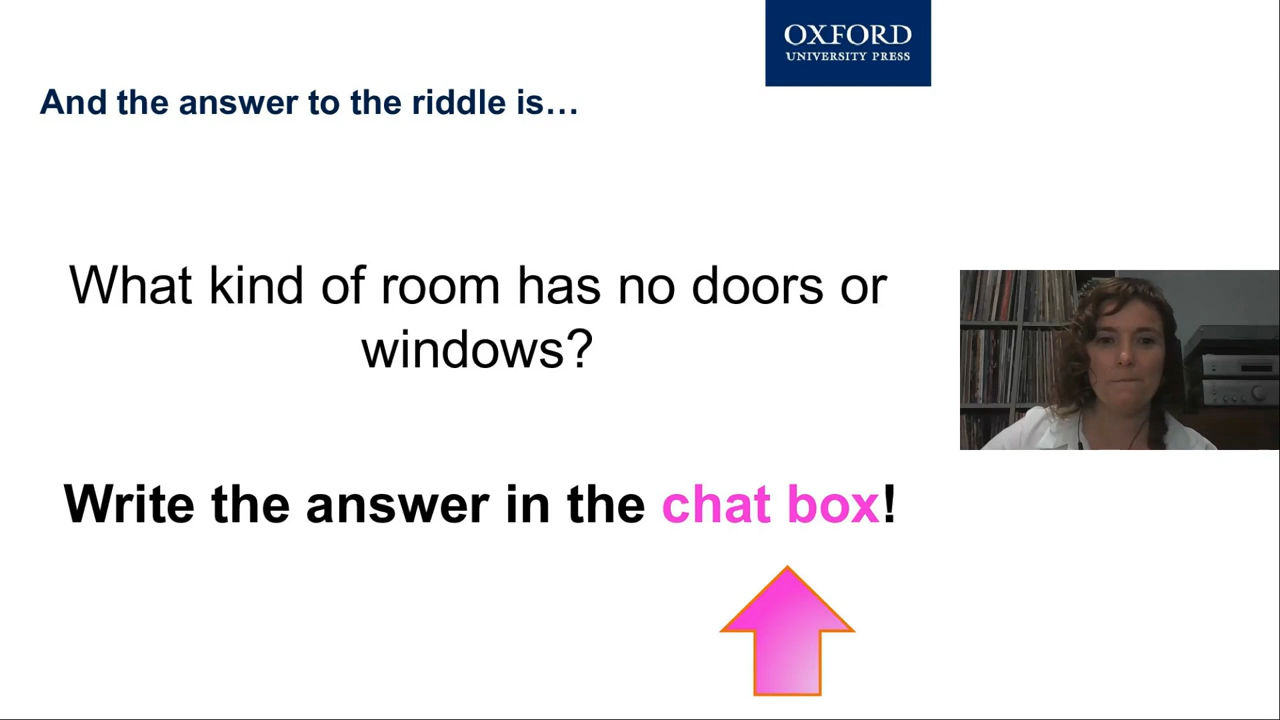 OXFORD
UNIVERSITY PRESS
And the answer to the riddle is…
What kind of room has no doors or
windows?
Write the answer in the chat box!